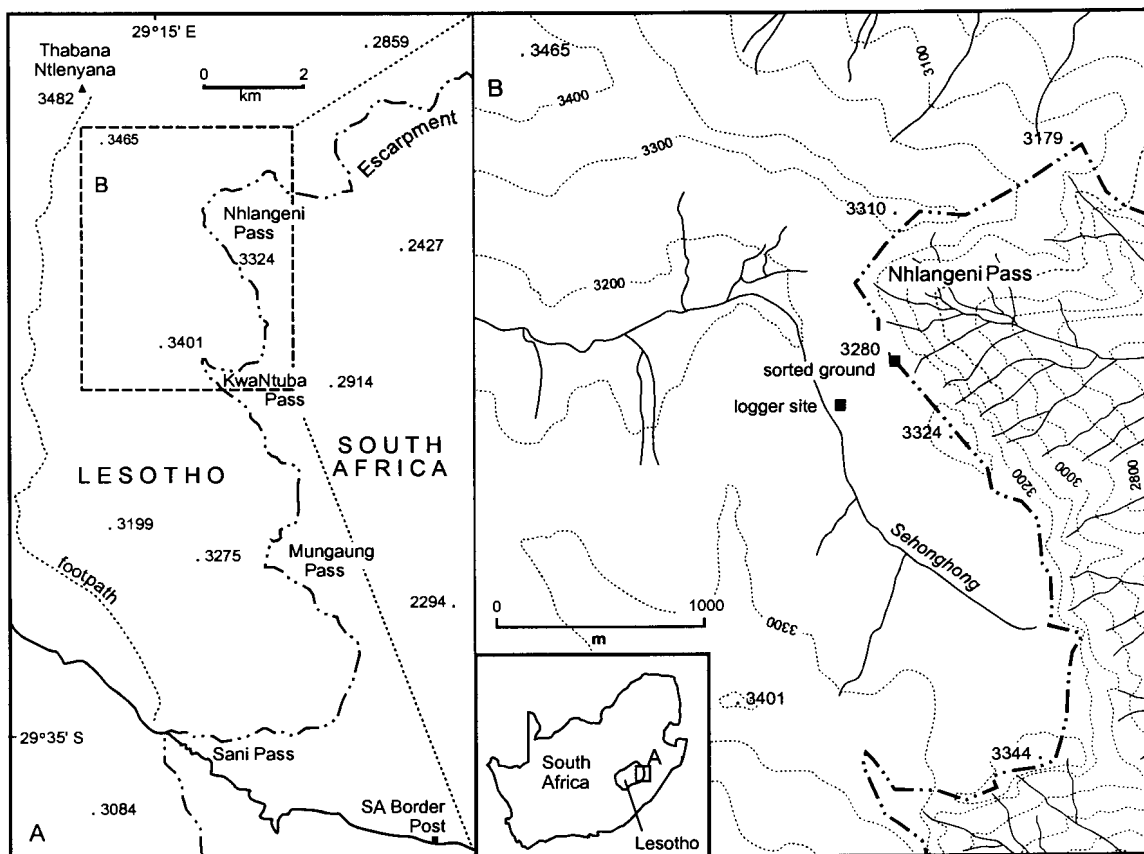 29°15' E
Thabana
Ntlenyana
3482
.2859
0 2
km
Escarpment
.3465
B
Nhlangeni
Pass
3324
.2427
.3401
KwaNtuba
Pass
.2914
SOUTH
AFRICA
LESOTHO
.3199
.3275
Mungaung
Pass
footpath
2294 .
29°35' S
Sani Pass
.3084
SA Border
Post
A
B
.3465
3400
3100
3300
3179
3310
3200
Nhlangeni Pass
3280
sorted ground
logger site
3324
3200
3000
2800
Sehonghong
0 1000
m
3300
.3401
3344
South
Africa
A
Lesotho